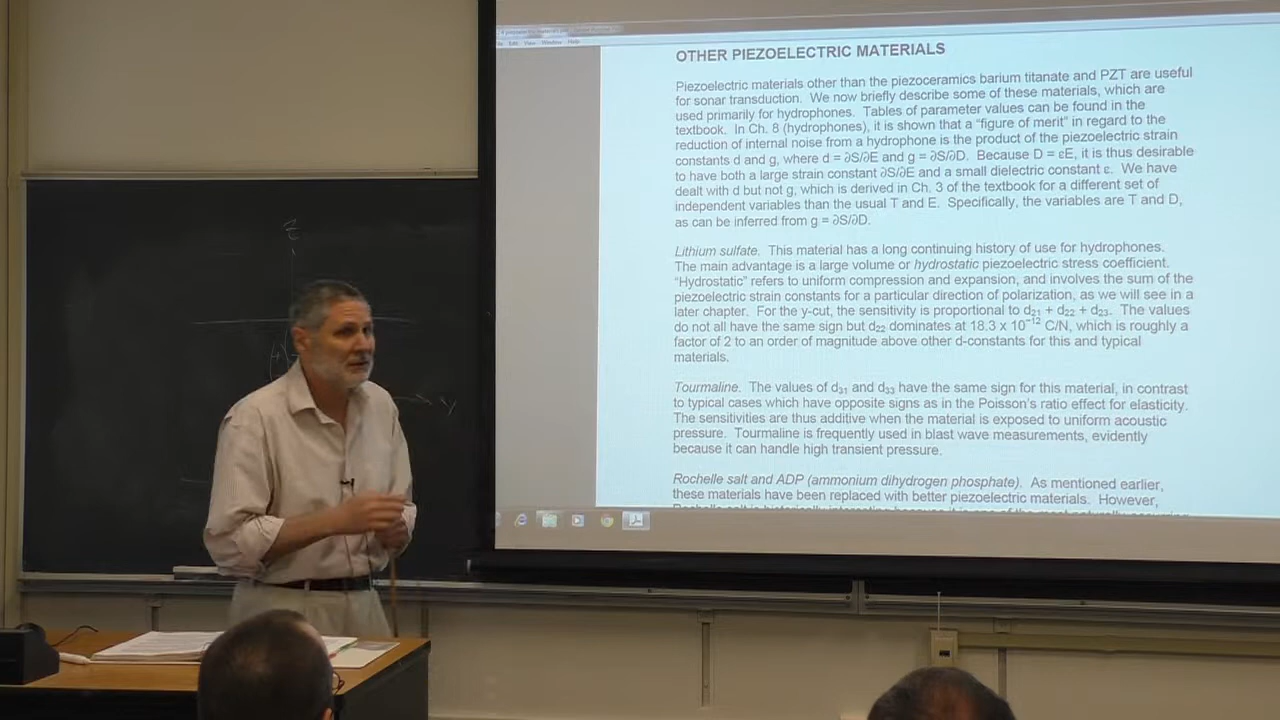 File Edit View Window Help
OTHER PIEZOELECTRIC MATERIALS
Piezoelectric materials other than the piezoceramics barium titanate and PZT are useful
for sonar transduction. We now briefly describe some of these materials, which are
used primarily for hydrophones. Tables of parameter values can be found in the
textbook. In Ch. 8 (hydrophones), it is shown that a “figure of merit” in regard to the
reduction of internal noise from a hydrophone is the product of the piezoelectric strain
constants d and g, where d = ∂S/∂E and g = ∂S/∂D. Because D = εE, it is thus desirable
to have both a large strain constant ∂S/∂E and a small dielectric constant ε. We have
dealt with d but not g, which is derived in Ch. 3 of the textbook for a different set of
independent variables than the usual T and E. Specifically, the variables are T and D,
as can be inferred from g = ∂S/∂D.
Lithium sulfate. This material has a long continuing history of use for hydrophones.
The main advantage is a large volume or hydrostatic piezoelectric stress coefficient.
“Hydrostatic” refers to uniform compression and expansion, and involves the sum of the
piezoelectric strain constants for a particular direction of polarization, as we will see in a
later chapter. For the y-cut, the sensitivity is proportional to d₂₁ + d₂₂ + d₂₃. The values
do not all have the same sign but d₂₂ dominates at 18.3 x 10⁻¹² C/N, which is roughly a
factor of 2 to an order of magnitude above other d-constants for this and typical
materials.
Tourmaline. The values of d₃₁ and d₃₃ have the same sign for this material, in contrast
to typical cases which have opposite signs as in the Poisson's ratio effect for elasticity.
The sensitivities are thus additive when the material is exposed to uniform acoustic
pressure. Tourmaline is frequently used in blast wave measurements, evidently
because it can handle high transient pressure.
Rochelle salt and ADP (ammonium dihydrogen phosphate). As mentioned earlier,
these materials have been replaced with better piezoelectric materials. However,
z
y